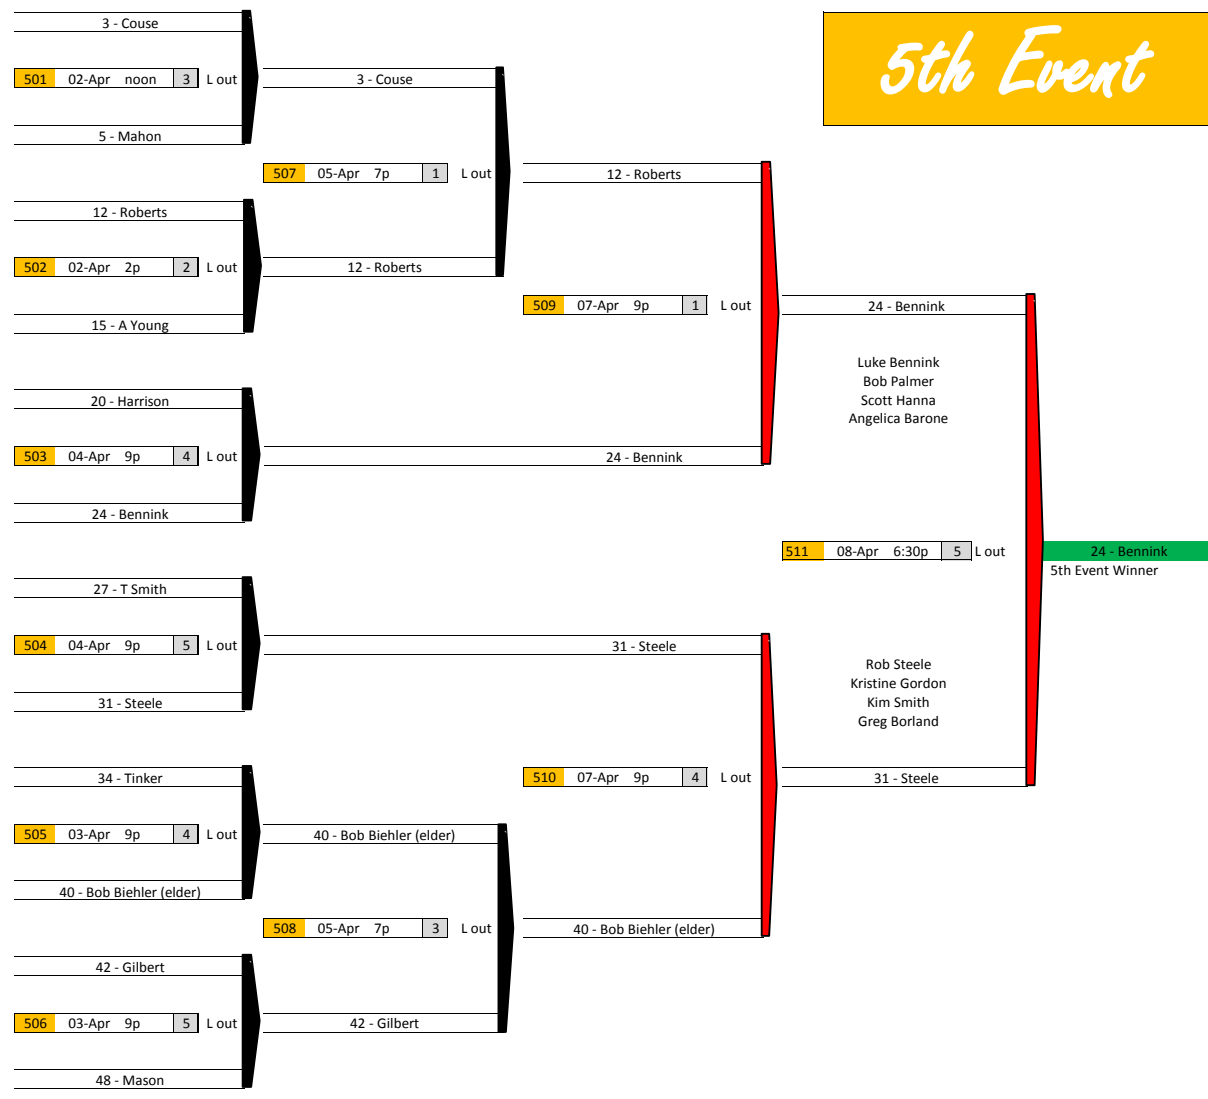 3 - Couse
5th Event
501 02-Apr noon 3 L out
3 - Couse
5 - Mahon
507 05-Apr 7p 1 L out
12 - Roberts
12 - Roberts
502 02-Apr 2p 2 L out
12 - Roberts
509 07-Apr 9p 1 L out
24 - Bennink
15 - A Young
Luke Bennink
Bob Palmer
Scott Hanna
Angelica Barone
20 - Harrison
503 04-Apr 9p 4 L out
24 - Bennink
24 - Bennink
511 08-Apr 6:30p 5 L out
24 - Bennink
5th Event Winner
27 - T Smith
504 04-Apr 9p 5 L out
31 - Steele
Rob Steele
Kristine Gordon
Kim Smith
Greg Borland
31 - Steele
34 - Tinker
510 07-Apr 9p 4 L out
31 - Steele
505 03-Apr 9p 4 L out
40 - Bob Biehler (elder)
40 - Bob Biehler (elder)
508 05-Apr 7p 3 L out
40 - Bob Biehler (elder)
42 - Gilbert
506 03-Apr 9p 5 L out
42 - Gilbert
48 - Mason